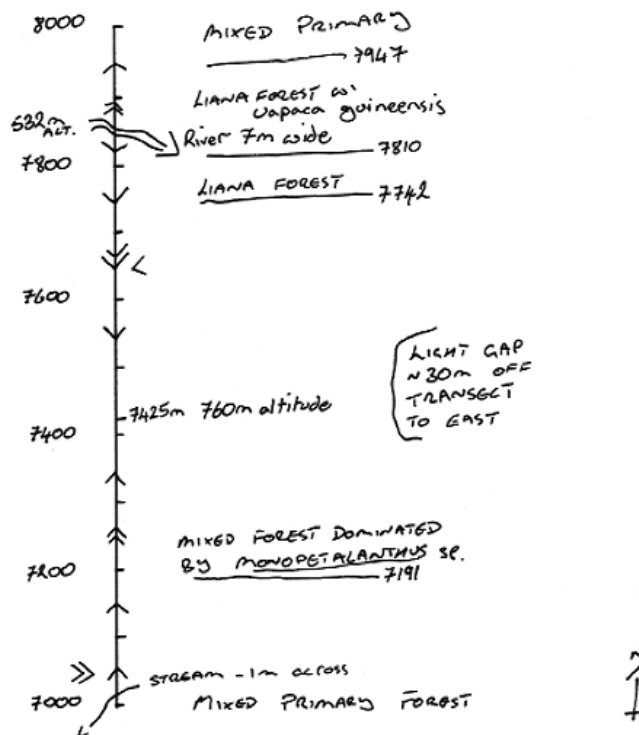 8000
MIXED PRIMARY
7947
LIANA FOREST w'
Uapaca guineensis
532m
ALT.
River 7m wide
7810
7800
LIANA FOREST
7742
7600
LIGHT GAP
~30m OFF
TRANSECT
TO EAST
7425m 760m altitude
7400
MIXED FOREST DOMINATED
BY MONOPETALANTHUS sp.
7200
7191
STREAM - 1m across
7000
MIXED PRIMARY FOREST